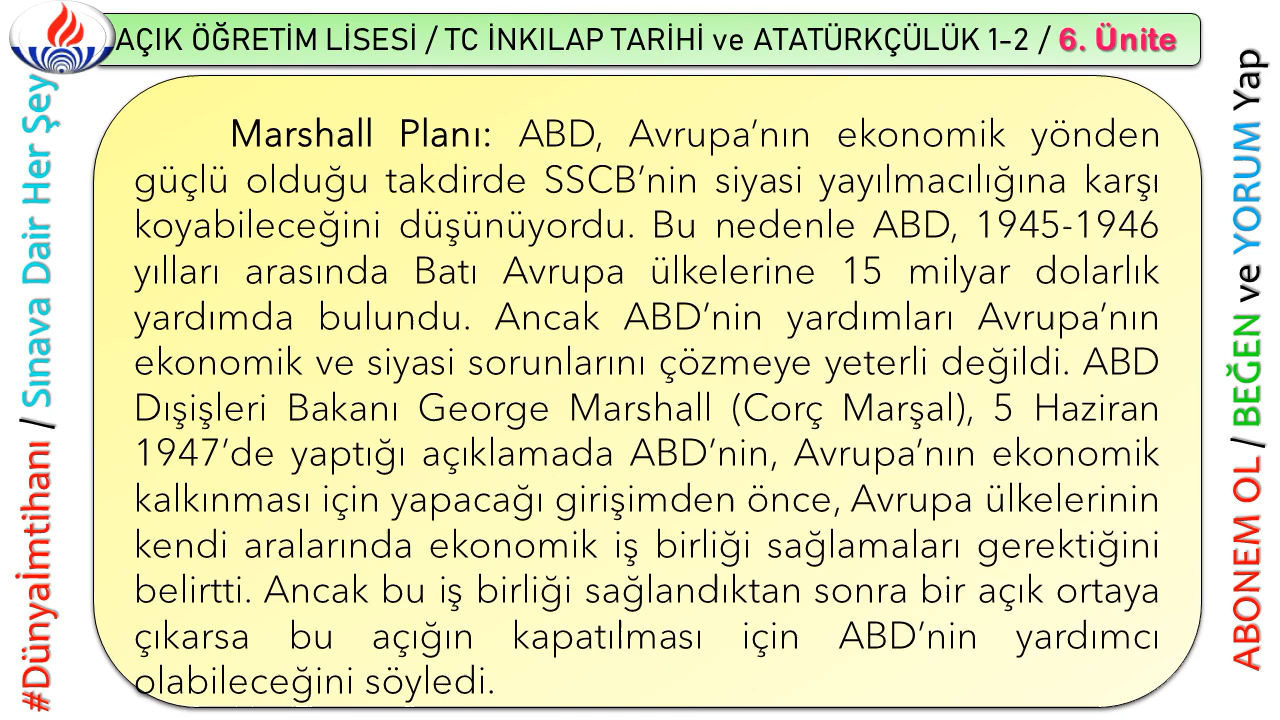 AÇIK ÖĞRETİM LİSESİ / TC İNKILAP TARİHİ ve ATATÜRKÇÜLÜK 1-2 / 6. Ünite
#Dünyaİmtihanı / Sınava Dair Her Şey
Marshall Planı: ABD, Avrupa’nın ekonomik yönden
güçlü olduğu takdirde SSCB’nin siyasi yayılmacılığına karşı
koyabileceğini düşünüyordu. Bu nedenle ABD, 1945-1946
yılları arasında Batı Avrupa ülkelerine 15 milyar dolarlık
yardımda bulundu. Ancak ABD’nin yardımları Avrupa’nın
ekonomik ve siyasi sorunlarını çözmeye yeterli değildi. ABD
Dışişleri Bakanı George Marshall (Corç Marşal), 5 Haziran
1947’de yaptığı açıklamada ABD’nin, Avrupa’nın ekonomik
kalkınması için yapacağı girişimden önce, Avrupa ülkelerinin
kendi aralarında ekonomik iş birliği sağlamaları gerektiğini
belirtti. Ancak bu iş birliği sağlandıktan sonra bir açık ortaya
çıkarsa bu açığın kapatılması için ABD’nin yardımcı
olabileceğini söyledi.
ABONEM OL / BEĞEN ve YORUM Yap